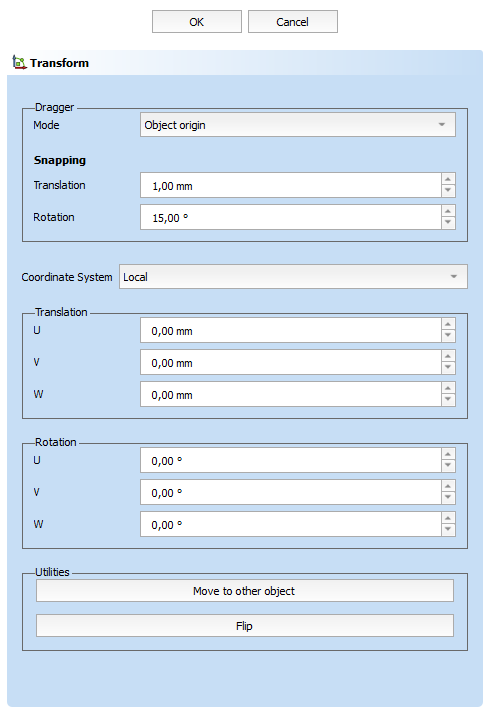 OK Cancel
Transform
Dragger
Mode Object origin
Snapping
Translation 1,00 mm
Rotation 15,00 °
Coordinate System Local
Translation
U 0,00 mm
V 0,00 mm
W 0,00 mm
Rotation
U 0,00 °
V 0,00 °
W 0,00 °
Utilities
Move to other object
Flip